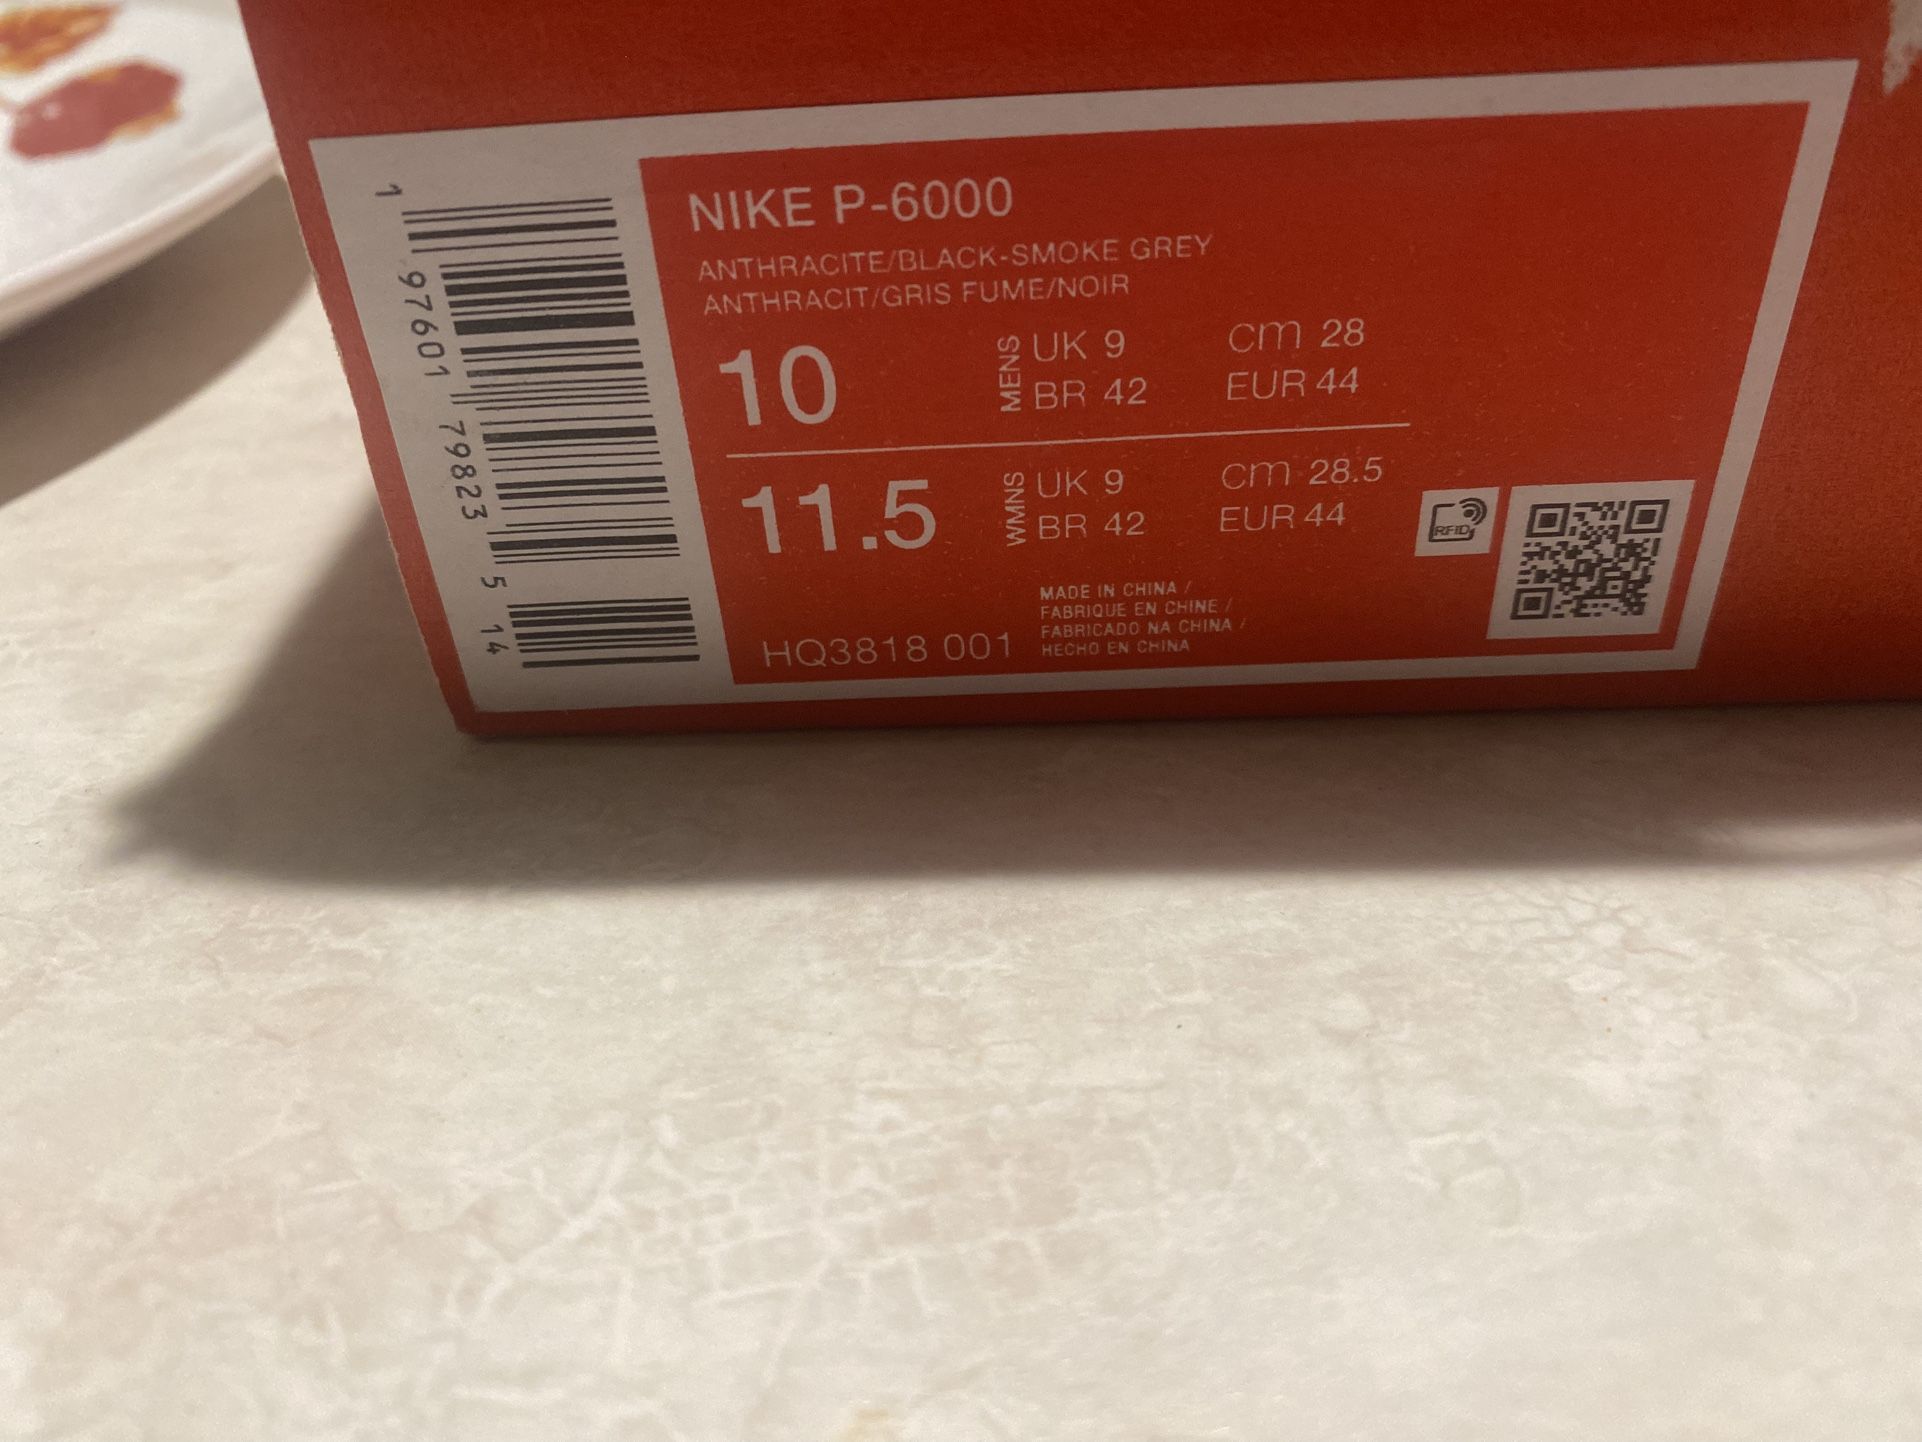 NIKE P-6000
ANTHRACITE/BLACK-SMOKE GREY
ANTHRACIT/GRIS FUME/NOIR
10 MENS UK 9 cm 28
BR 42 EUR 44
11.5 WMNS UK 9 cm 28.5
BR 42 EUR 44
MADE IN CHINA /
FABRIQUE EN CHINE /
FABRICADO NA CHINA /
HECHO EN CHINA
HQ3818 001
RFID
1 97601 79823 5 14